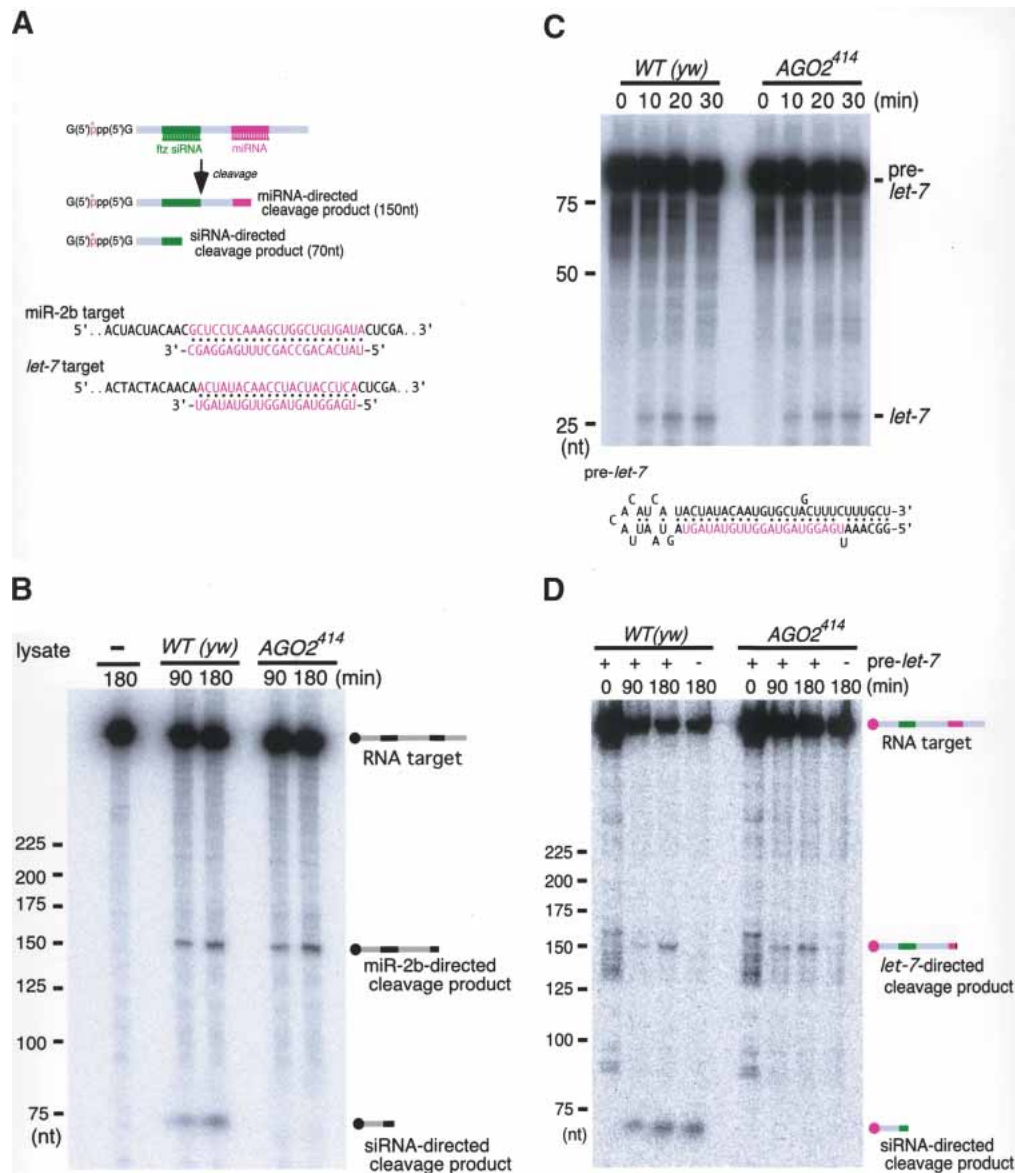 A
G(5')ppp(5')G
ftz siRNA
miRNA
cleavage
G(5')ppp(5')G
miRNA-directed
cleavage product (150nt)
G(5')ppp(5')G
siRNA-directed
cleavage product (70nt)
miR-2b target
5'..ACUACUACAACGCUCCUCAAAGCUGGCUGUGAUACUCGA..3'
3'-CGAGGAGUUUCGACCGACACUAU-5'
let-7 target
5'..ACTACTACAACAACUAUACAACCUACUACCUCACUCGA..3'
3'-UGAUAUGUUGGAUGAUGGAGU-5'
B
lysate
–
WT (yw)
AGO2^414
180
90 180
90 180 (min)
RNA target
225
200
175
150
miR-2b-directed
cleavage product
125
100
75
(nt)
siRNA-directed
cleavage product
C
WT (yw)
AGO2^414
0 10 20 30
0 10 20 30 (min)
pre-
let-7
75
50
let-7
25
(nt)
pre-let-7
G
C C
A A U C A UACUAUACAAUGUGCUACUUUCUUUGCU-3'
C
A A U A U A UGAUAUGUUGGAUGAUGGAGUAAACGG-5'
U A G
U
D
WT(yw)
AGO2^414
+ + + -
+ + + - pre-let-7
0 90 180 180
0 90 180 180 (min)
RNA target
225
200
175
150
let-7-directed
cleavage product
125
100
75
(nt)
siRNA-directed
cleavage product